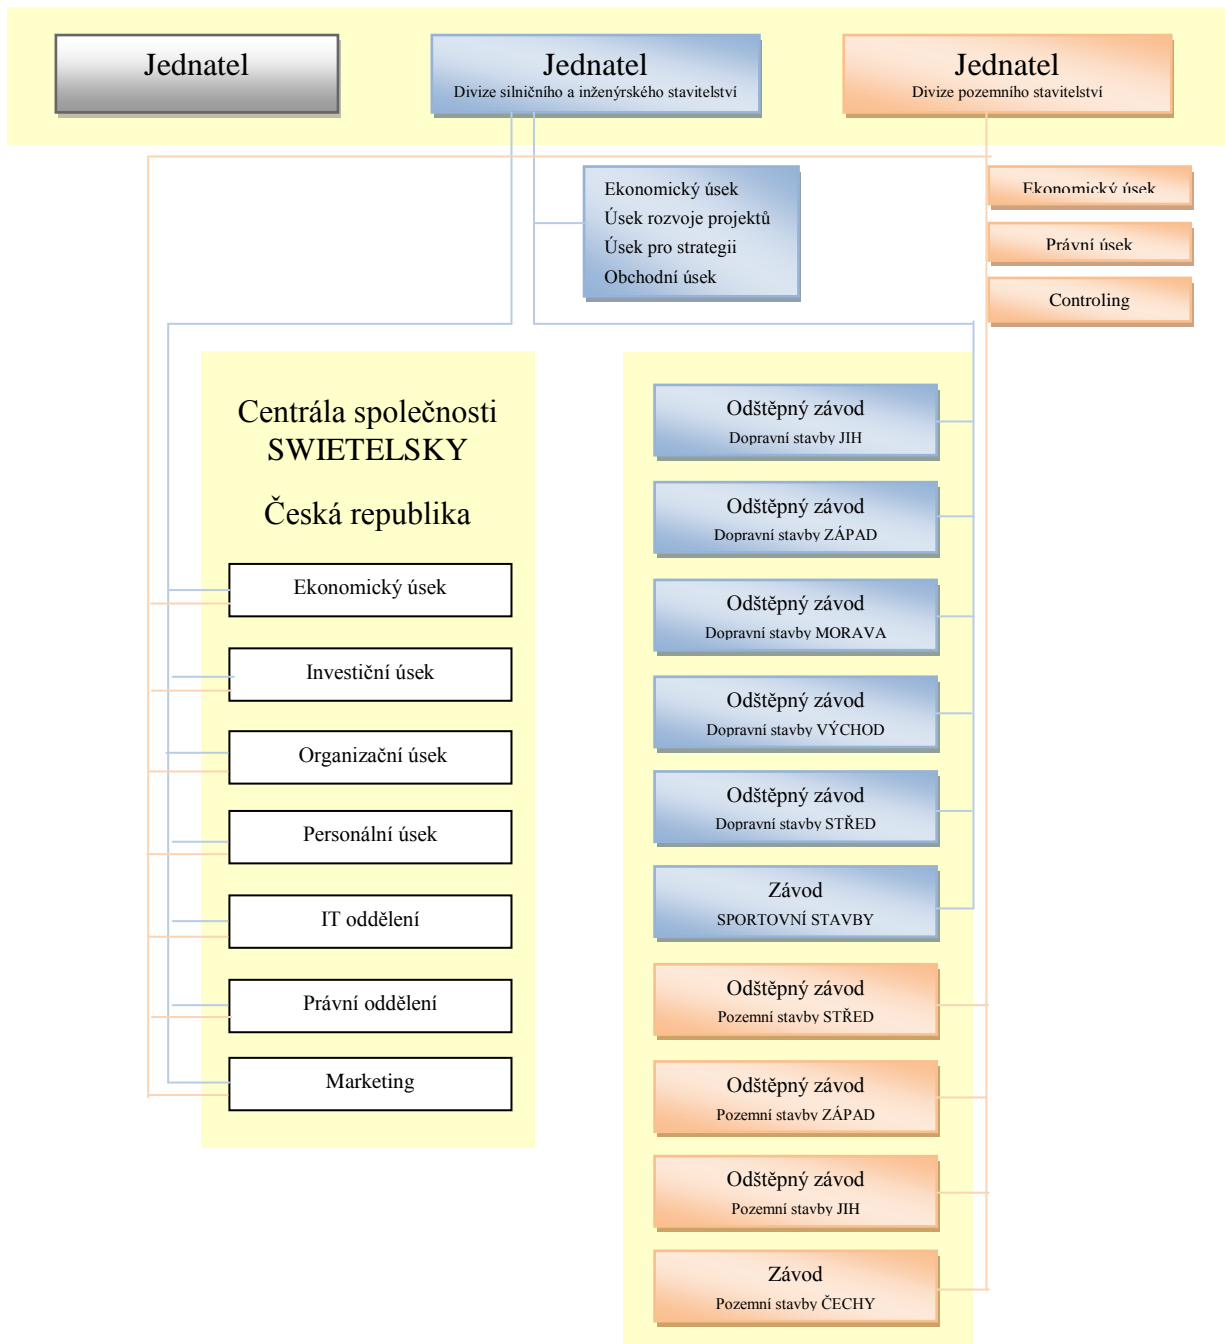 Jednatel
Jednatel
Divize silničního a inženýrského stavitelství
Jednatel
Divize pozemního stavitelství
Ekonomický úsek
Úsek rozvoje projektů
Úsek pro strategii
Obchodní úsek
Ekonomický úsek
Právní úsek
Controling
Centrála společnosti
SWIETELSKY
Česká republika
Ekonomický úsek
Investiční úsek
Organizační úsek
Personální úsek
IT oddělení
Právní oddělení
Marketing
Odštěpný závod
Dopravní stavby JIH
Odštěpný závod
Dopravní stavby ZÁPAD
Odštěpný závod
Dopravní stavby MORAVA
Odštěpný závod
Dopravní stavby VÝCHOD
Odštěpný závod
Dopravní stavby STŘED
Závod
SPORTOVNÍ STAVBY
Odštěpný závod
Pozemní stavby STŘED
Odštěpný závod
Pozemní stavby ZÁPAD
Odštěpný závod
Pozemní stavby JIH
Závod
Pozemní stavby ČECHY